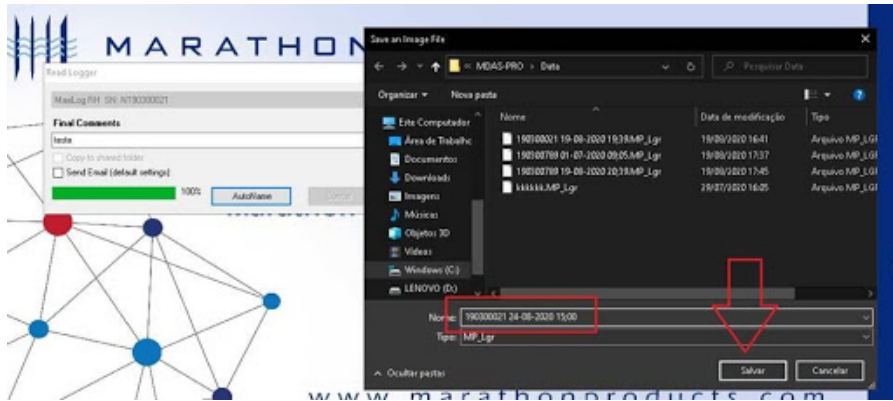 MARATHON
Read Logger
MaxiLog RH SN: N190300021
Final Comments
teste
Copy to shared folder
Send Email (default settings)
100%
AutoName
Save an Image File
« MDAS-PRO > Data
Pesquisar Data
Organizar
Nova pasta
Este Computador
Área de Trabalho
Documentos
Downloads
Imagens
Músicas
Objetos 3D
Vídeos
Windows (C:)
LENOVO (D:)
Nome Data de modificação Tipo
190300021 19-08-2020 19;39.MP_Lgr 19/08/2020 16:41 Arquivo MP_LGR
190300789 01-07-2020 09;05.MP_Lgr 19/08/2020 17:37 Arquivo MP_LGR
190300789 19-08-2020 20;39.MP_Lgr 19/08/2020 17:45 Arquivo MP_LGR
kkkkkk.MP_Lgr 29/07/2020 16:05 Arquivo MP_LGR
Nome: 190300021 24-08-2020 15;00
Tipo: MP_Lgr
Ocultar pastas
Salvar
Cancelar
www.marathonproducts.com